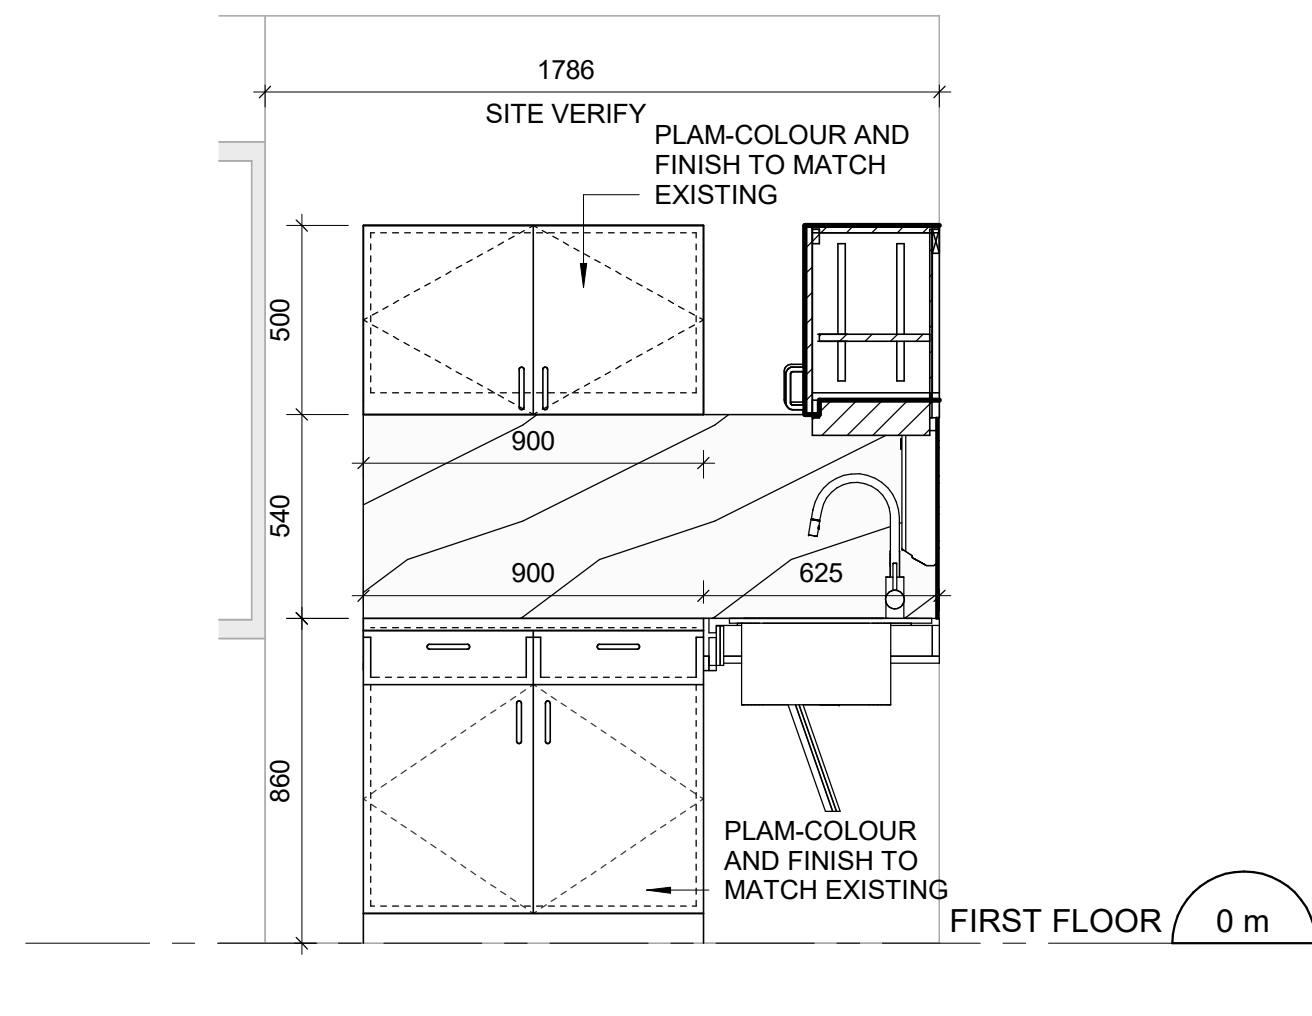 1786
SITE VERIFY
PLAM-COLOUR AND
FINISH TO MATCH
EXISTING
500
900
540
900
625
860
PLAM-COLOUR
AND FINISH TO
MATCH EXISTING
FIRST FLOOR
0 m